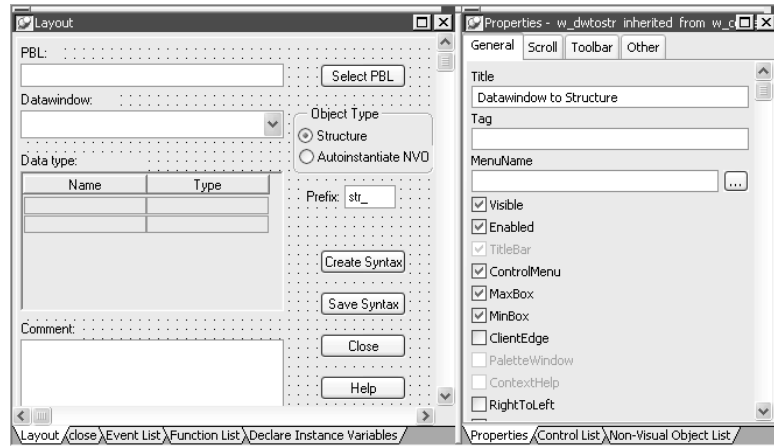 Layout
PBL:
Select PBL
Datawindow:
Object Type
Structure
Autoinstantiate NVO
Data type:
Name Type
Prefix: str_
Create Syntax
Save Syntax
Comment:
Close
Help
Layout close Event List Function List Declare Instance Variables
Properties - w_dwtostr inherited from
General Scroll Toolbar Other
Title
Datawindow to Structure
Tag
MenuName
...
Visible
Enabled
TitleBar
ControlMenu
MaxBox
MinBox
ClientEdge
PaletteWindow
ContextHelp
RightToLeft
Properties Control List Non-Visual Object List